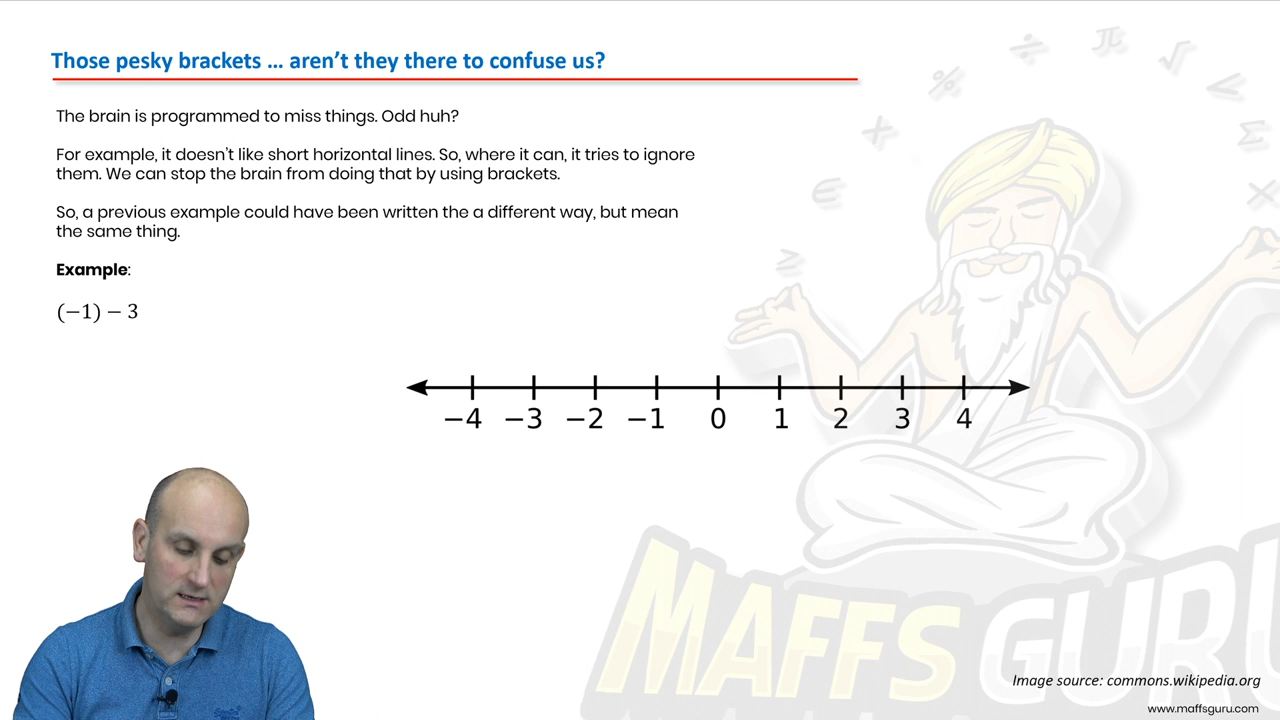 Those pesky brackets … aren’t they there to confuse us?
The brain is programmed to miss things. Odd huh?
For example, it doesn’t like short horizontal lines. So, where it can, it tries to ignore
them. We can stop the brain from doing that by using brackets.
So, a previous example could have been written the a different way, but mean
the same thing.
Example:
(−1) − 3
−4 −3 −2 −1 0 1 2 3 4
MAFFS GURU
Image source: commons.wikipedia.org
www.maffsguru.com